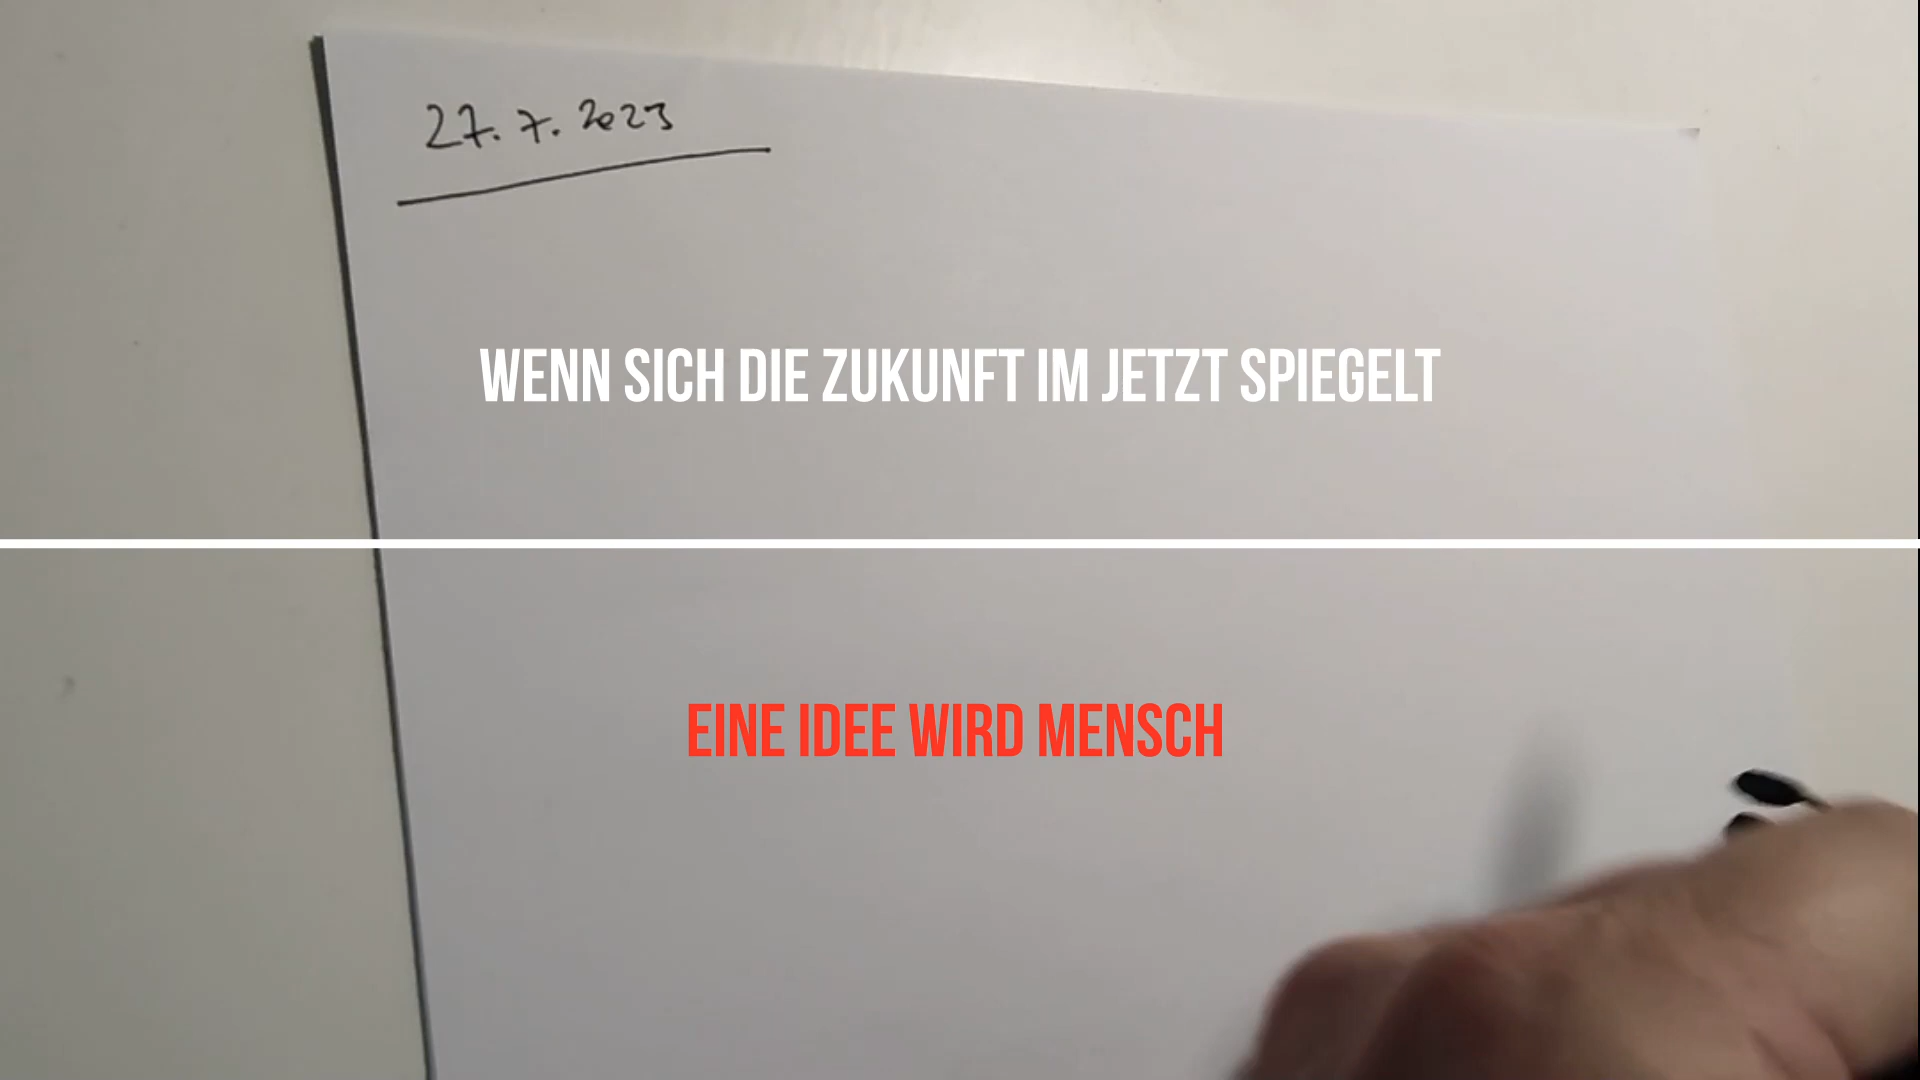 27.7.2023
WENN SICH DIE ZUKUNFT IM JETZT SPIEGELT
EINE IDEE WIRD MENSCH